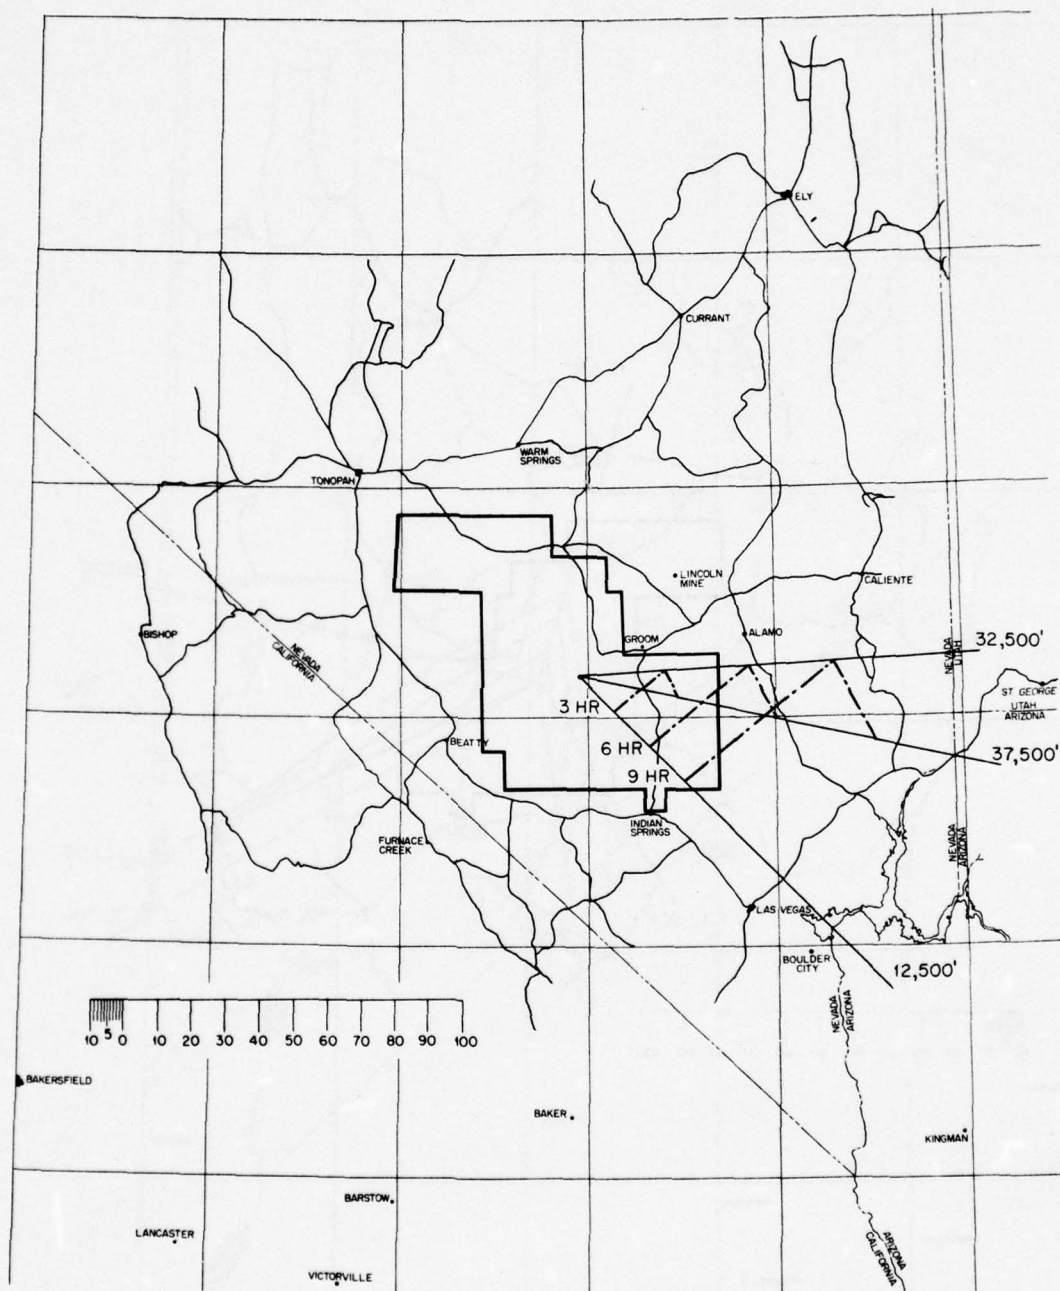 ELY
CURRANT
WARM
SPRINGS
TONOPAH
LINCOLN
MINE
CALIENTE
BISHOP
NEVADA
CALIFORNIA
GROOM
ALAMO
32,500'
NEVADA
UTAH
ST GEORGE
UTAH
ARIZONA
3 HR
BEATTY
6 HR
37,500'
9 HR
INDIAN
SPRINGS
FURNACE
CREEK
NEVADA
ARIZONA
LAS VEGAS
BOULDER
CITY
12,500'
NEVADA
ARIZONA
10 5 0 10 20 30 40 50 60 70 80 90 100
BAKERSFIELD
BAKER
KINGMAN
BARSTOW
LANCASTER
ARIZONA
CALIFORNIA
VICTORVILLE